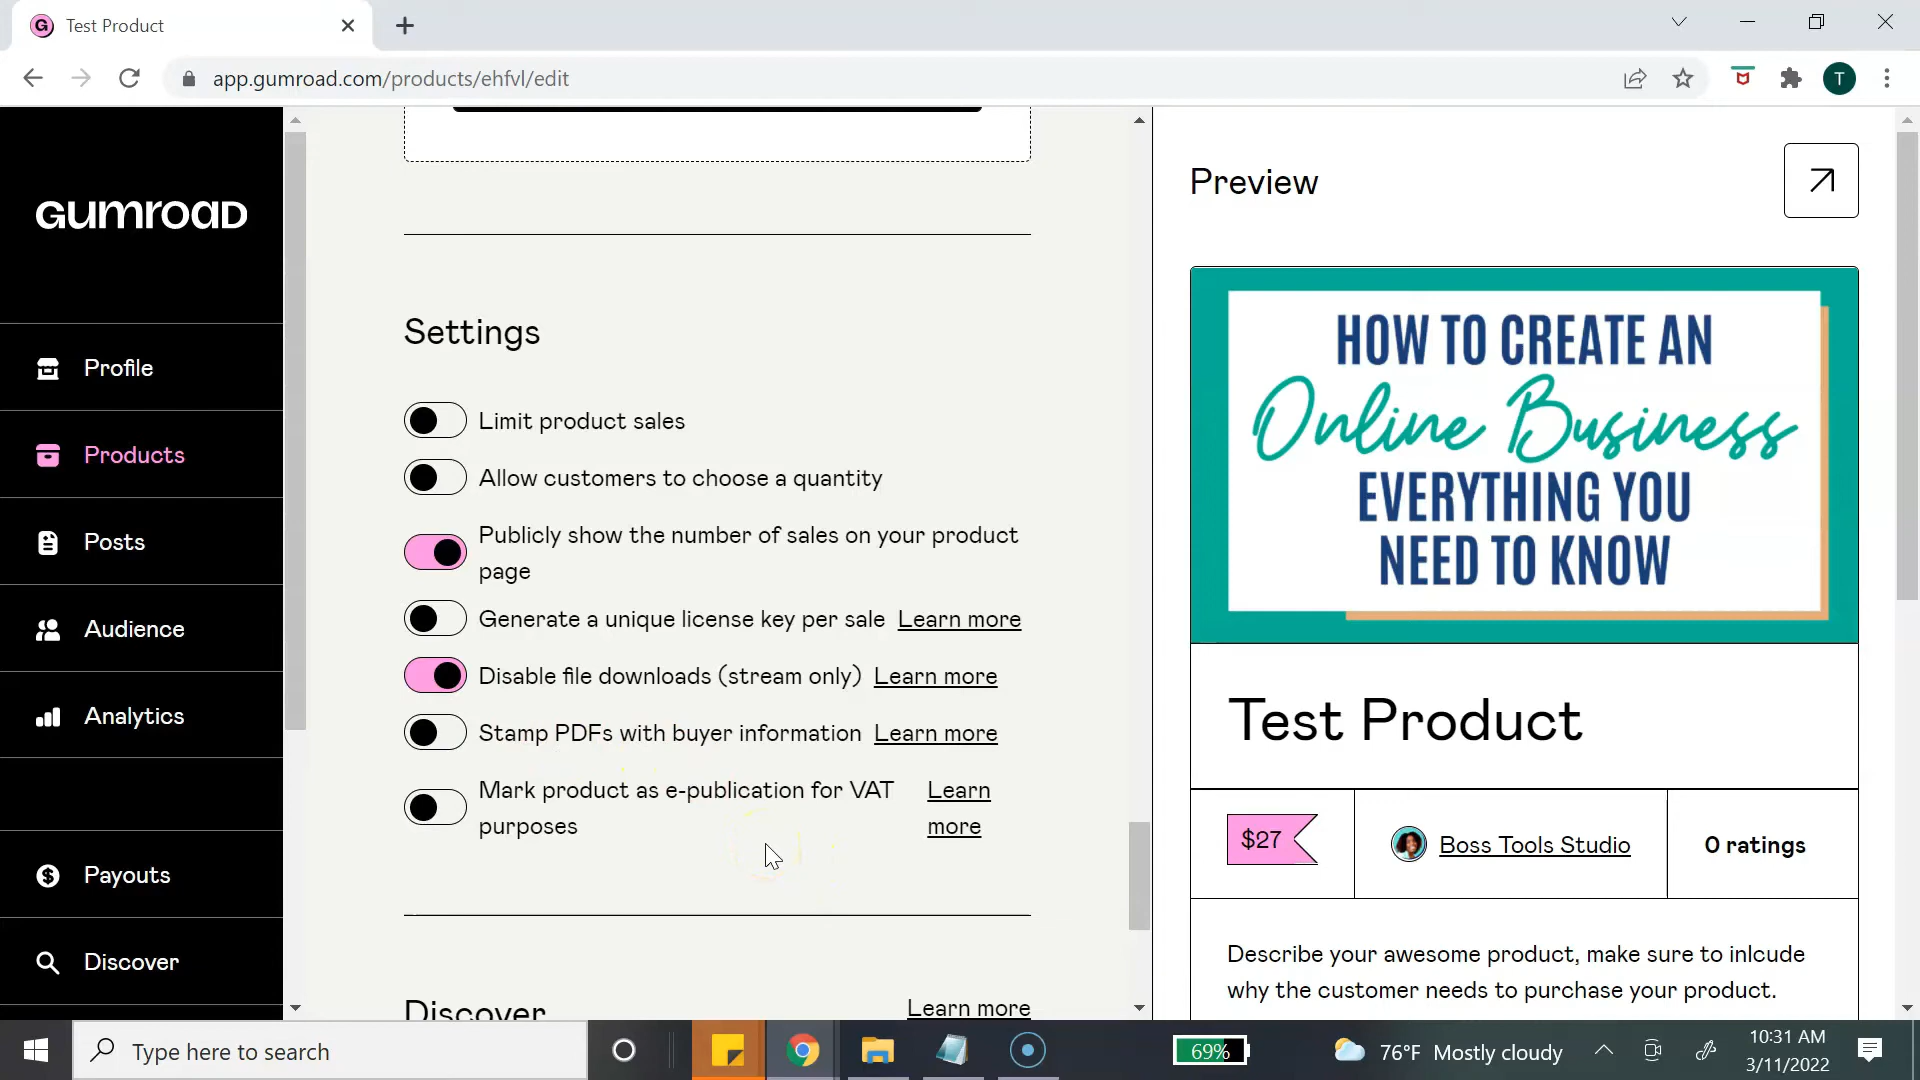 Test Product
app.gumroad.com/products/ehfvl/edit
T
GUMROAD
Profile
Products
Posts
Audience
Analytics
Payouts
Discover
Settings
Limit product sales
Allow customers to choose a quantity
Publicly show the number of sales on your product
page
Generate a unique license key per sale Learn more
Disable file downloads (stream only) Learn more
Stamp PDFs with buyer information Learn more
Mark product as e-publication for VAT Learn
purposes more
Discover Learn more
Preview
HOW TO CREATE AN
Online Business
EVERYTHING YOU
NEED TO KNOW
Test Product
$27 Boss Tools Studio 0 ratings
Describe your awesome product, make sure to inlcude
why the customer needs to purchase your product.
Type here to search
69%
76°F Mostly cloudy
10:31 AM
3/11/2022